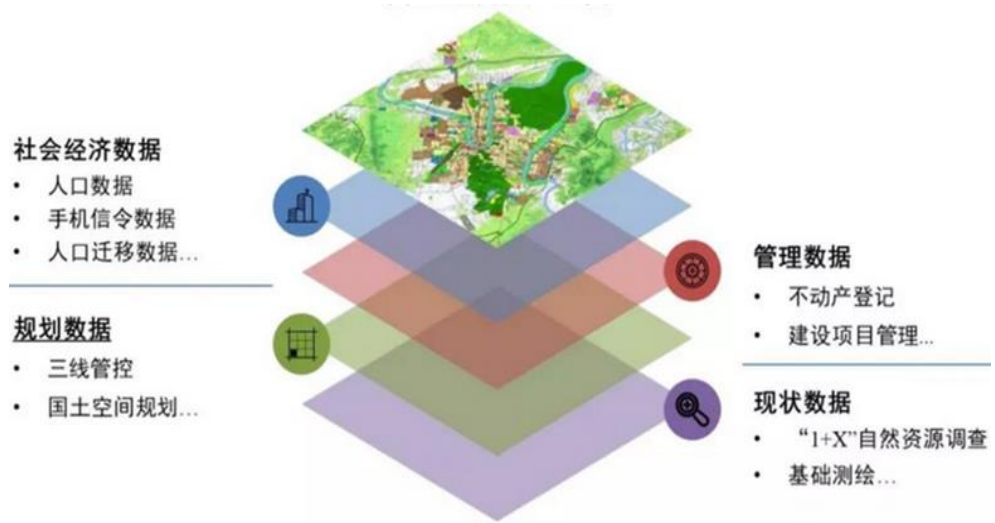 社会经济数据
• 人口数据
• 手机信令数据
• 人口迁移数据…
规划数据
• 三线管控
• 国土空间规划…
管理数据
• 不动产登记
• 建设项目管理...
现状数据
• “1+X”自然资源调查
• 基础测绘…